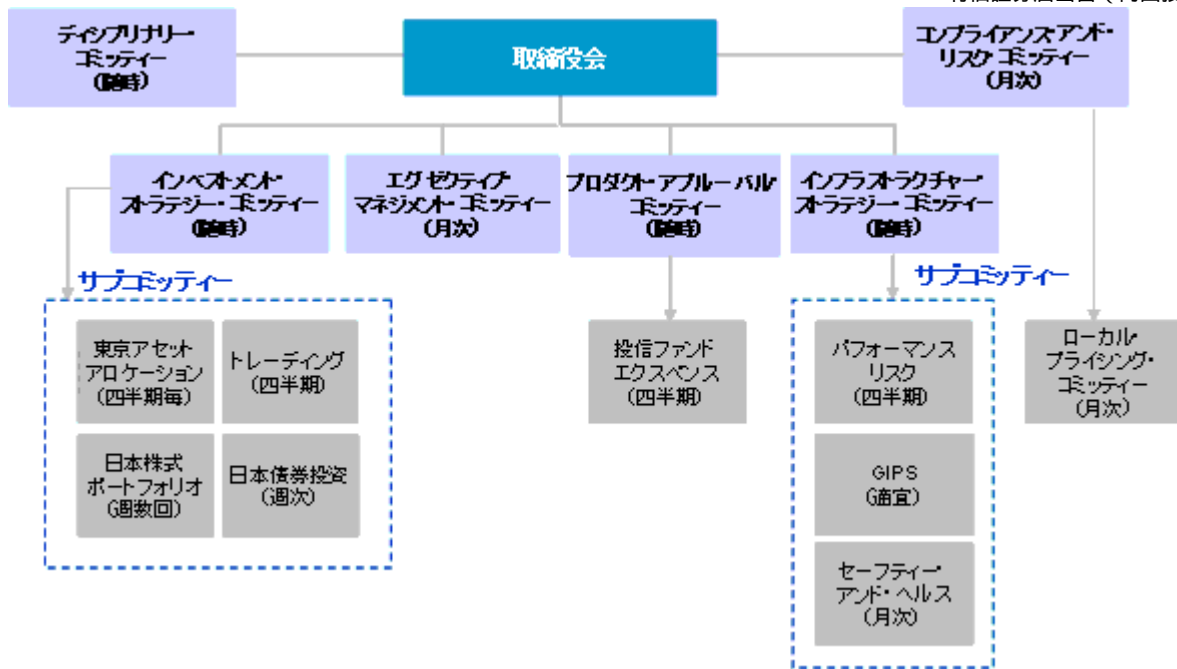 ディシプリナリー・
コミッティー
(随時)
取締役会
コンプライアンス・アンド・
リスク コミッティー
(月次)
インベストメント・
ストラテジー・コミッティー
(随時)
エグゼクティブ
マネジメント・コミッティー
(月次)
プロダクト・アプルーバル・
コミッティー
(随時)
インフラストラクチャー・
ストラテジー・コミッティー
(随時)
サブコミッティー
サブコミッティー
東京アセット
アロケーション
(四半期毎)
トレーディング
(四半期)
日本株式
ポートフォリオ
(週数回)
日本債券投資
(週次)
投信ファンド
エクスペンス
(四半期)
パフォーマンス
リスク
(四半期)
GIPS
(適宜)
セーフティー・
アンド・ヘルス
(月次)
ローカル・
プライシング・
コミッティー
(月次)